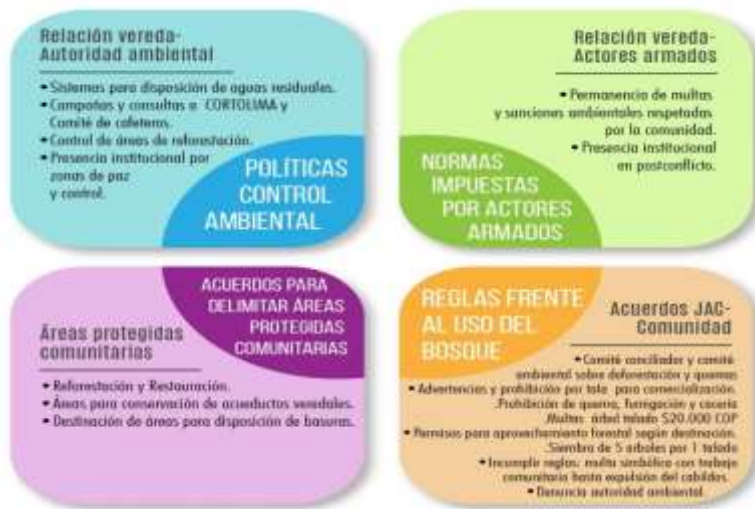 Relación vereda-
Autoridad ambiental
• Sistemas para disposición de aguas residuales.
• Campañas y consultas a CORTOLIMA y
Comité de cafeteros.
• Control de áreas de reforestación.
• Presencia institucional por
zonas de paz
y control.
POLÍTICAS
CONTROL
AMBIENTAL
Relación vereda-
Actores armados
• Permanencia de multas
y sanciones ambientales respetadas
por la comunidad.
• Presencia institucional
en postconflicto.
NORMAS
IMPUESTAS
POR ACTORES
ARMADOS
ACUERDOS PARA
DELIMITAR ÁREAS
PROTEGIDAS
COMUNITARIAS
Áreas protegidas
comunitarias
• Reforestación y Restauración.
• Áreas para conservación de acueductos veredales.
• Destinación de áreas para disposición de basuras.
REGLAS FRENTE
AL USO DEL
BOSQUE
Acuerdos JAC-
Comunidad
• Comité conciliador y comité
ambiental sobre deforestación y quemas
• Advertencias y prohibición por tala para comercialización.
.Prohibición de quema, fumigación y cacería
.Multas árbol talado $20.000 COP
• Permisos para aprovechamiento forestal según destinación.
.Siembra de 5 arboles por 1 talado
• Incumplir reglas, multa simbólica con trabajo
comunitario hasta expulsión del cabildos.
• Denuncia autoridad ambiental.